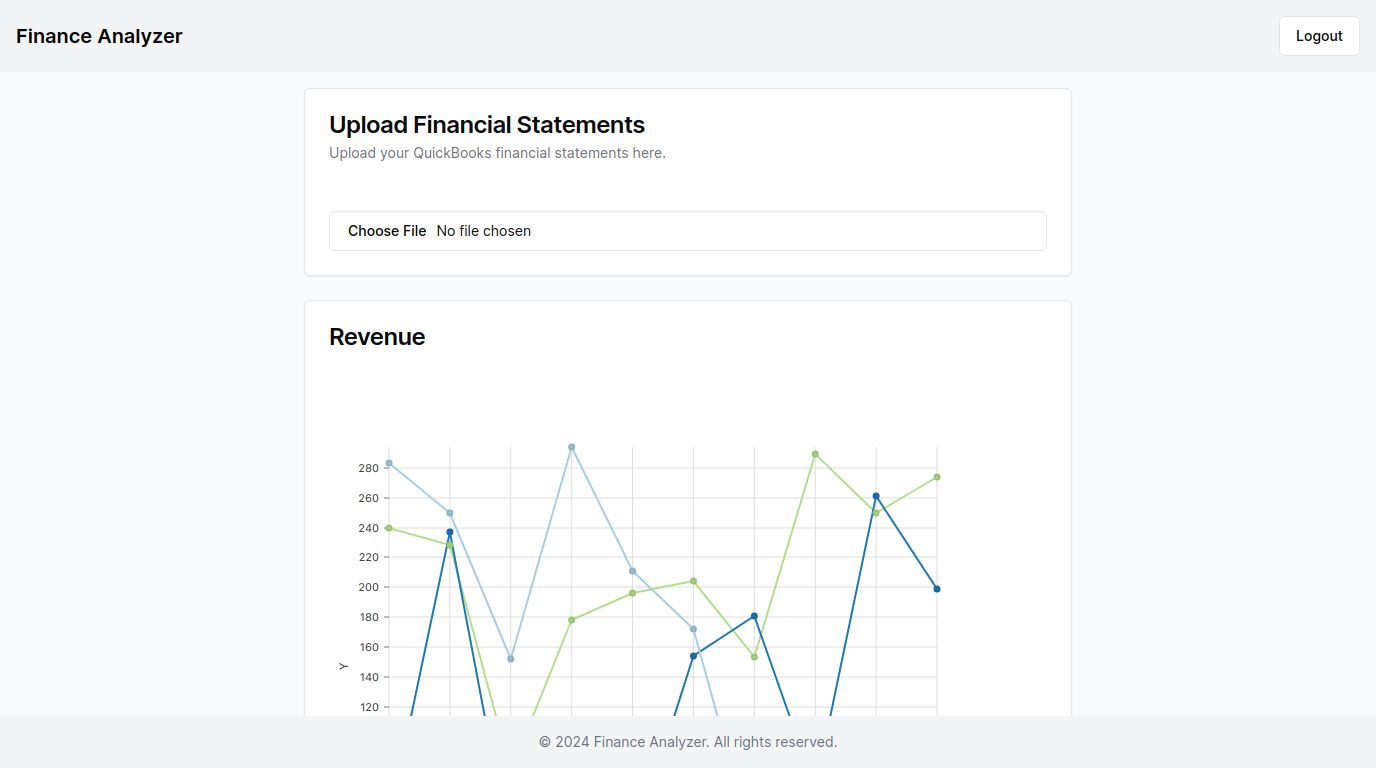 Finance Analyzer
Logout
Upload Financial Statements
Upload your QuickBooks financial statements here.
Choose File No file chosen
Revenue
280
260
240
220
200
180
160
Y
140
120
© 2024 Finance Analyzer. All rights reserved.